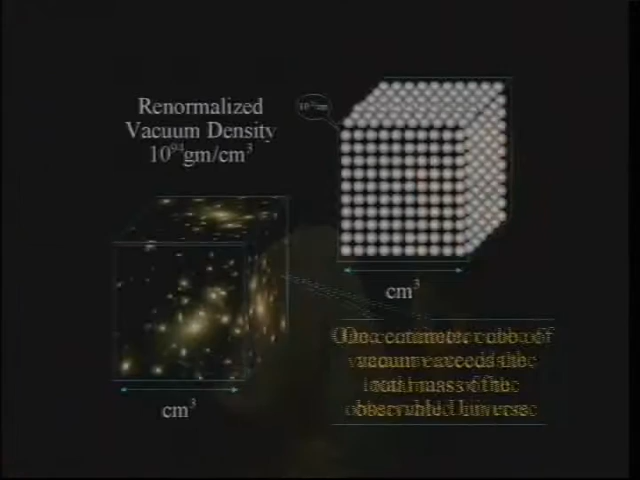 Renormalized
Vacuum Density
10⁹⁴gm/cm³
cm³
cm³
One centimeter cube of
vacuum exceeds the
total mass of the
observable Universe